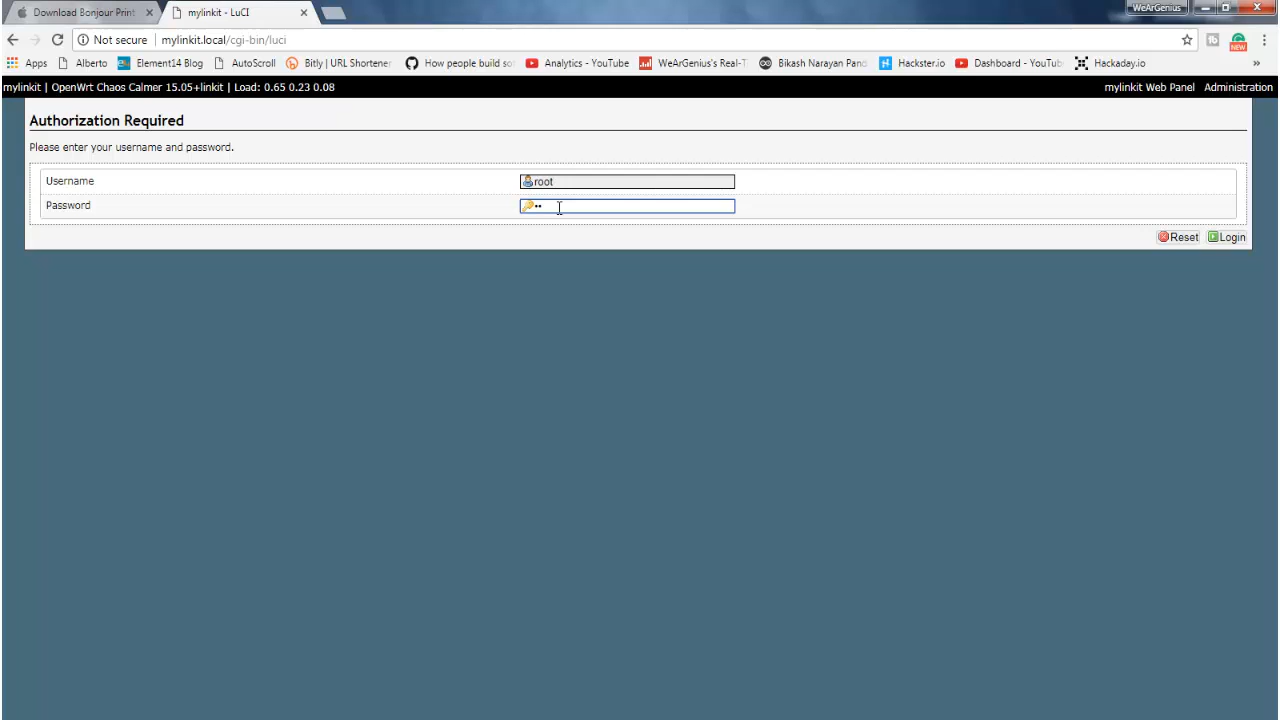 WeArGenius
Download Bonjour Print
mylinkit - LuCI
Not secure | mylinkit.local/cgi-bin/luci
NEW
Apps Alberto Element14 Blog AutoScroll Bitly | URL Shortener How people build so Analytics - YouTube WeArGenius's Real-T Bikash Narayan Pand Hackster.io Dashboard - YouTub Hackaday.io »
mylinkit | OpenWrt Chaos Calmer 15.05+linkit | Load: 0.65 0.23 0.08 mylinkit Web Panel Administration
Authorization Required
Please enter your username and password.
Username root
Password ••
Reset Login